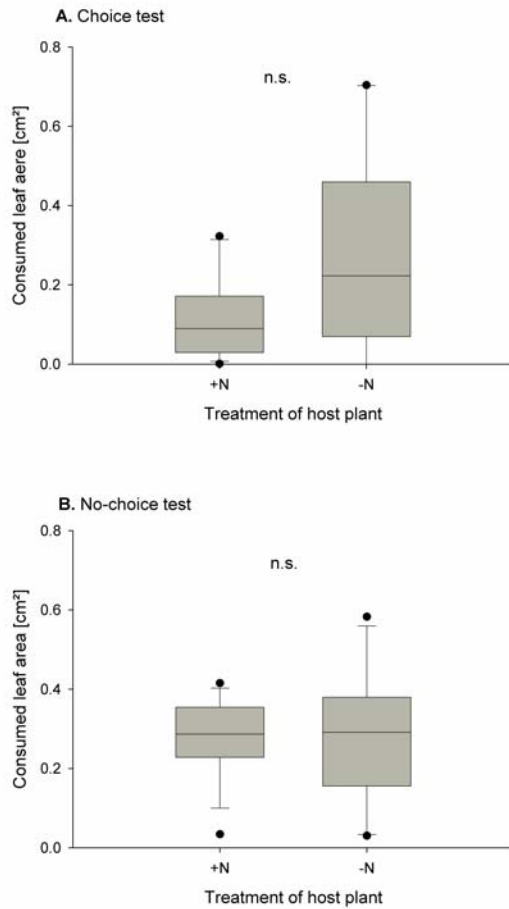 A. Choice test
0.8
n.s.
0.6
0.4
0.2
0.0
Consumed leaf aere [cm²]
+N
-N
Treatment of host plant
B. No-choice test
0.8
n.s.
0.6
0.4
0.2
0.0
Consumed leaf area [cm²]
+N
-N
Treatment of host plant